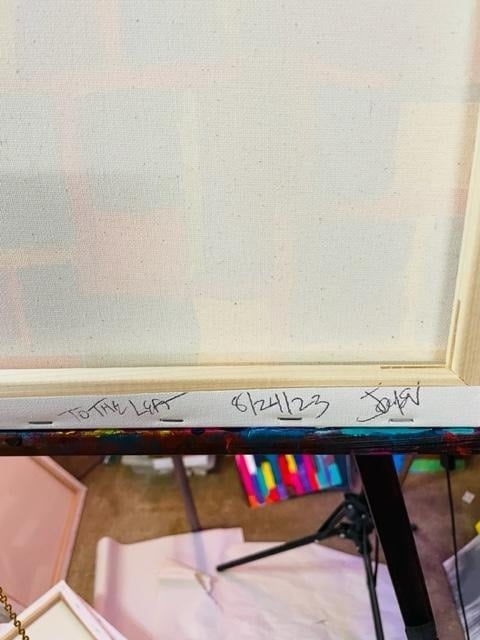 TO THE LEFT 8/24/23